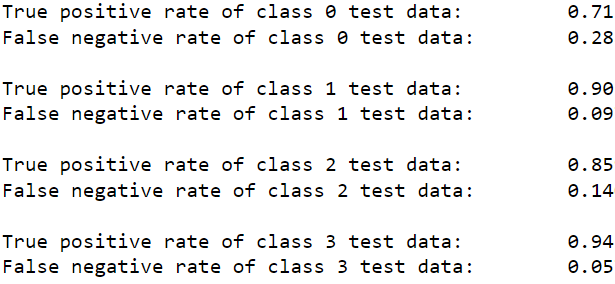 True positive rate of class 0 test data: 0.71
False negative rate of class 0 test data: 0.28
True positive rate of class 1 test data: 0.90
False negative rate of class 1 test data: 0.09
True positive rate of class 2 test data: 0.85
False negative rate of class 2 test data: 0.14
True positive rate of class 3 test data: 0.94
False negative rate of class 3 test data: 0.05